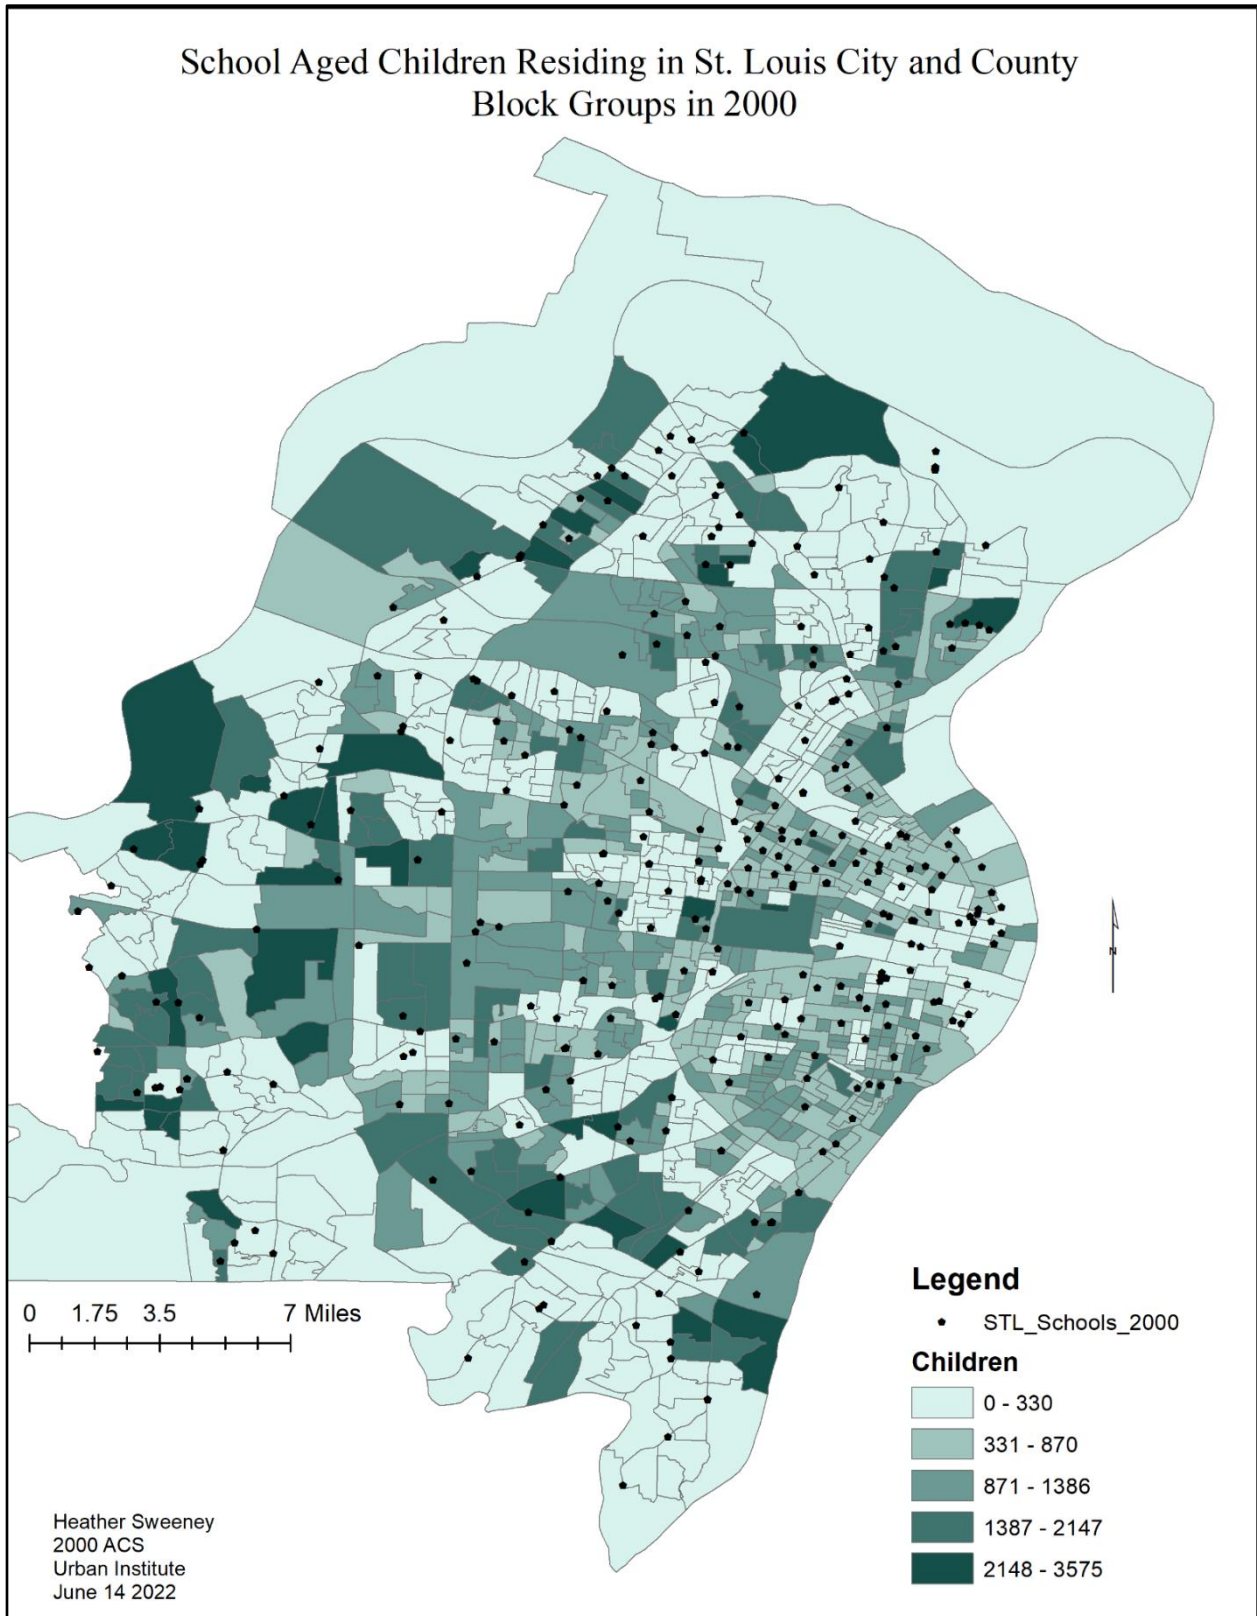 School Aged Children Residing in St. Louis City and County
Block Groups in 2000
N
0 1.75 3.5 7 Miles
Legend
STL_Schools_2000
Children
0 - 330
331 - 870
871 - 1386
1387 - 2147
2148 - 3575
Heather Sweeney
2000 ACS
Urban Institute
June 14 2022